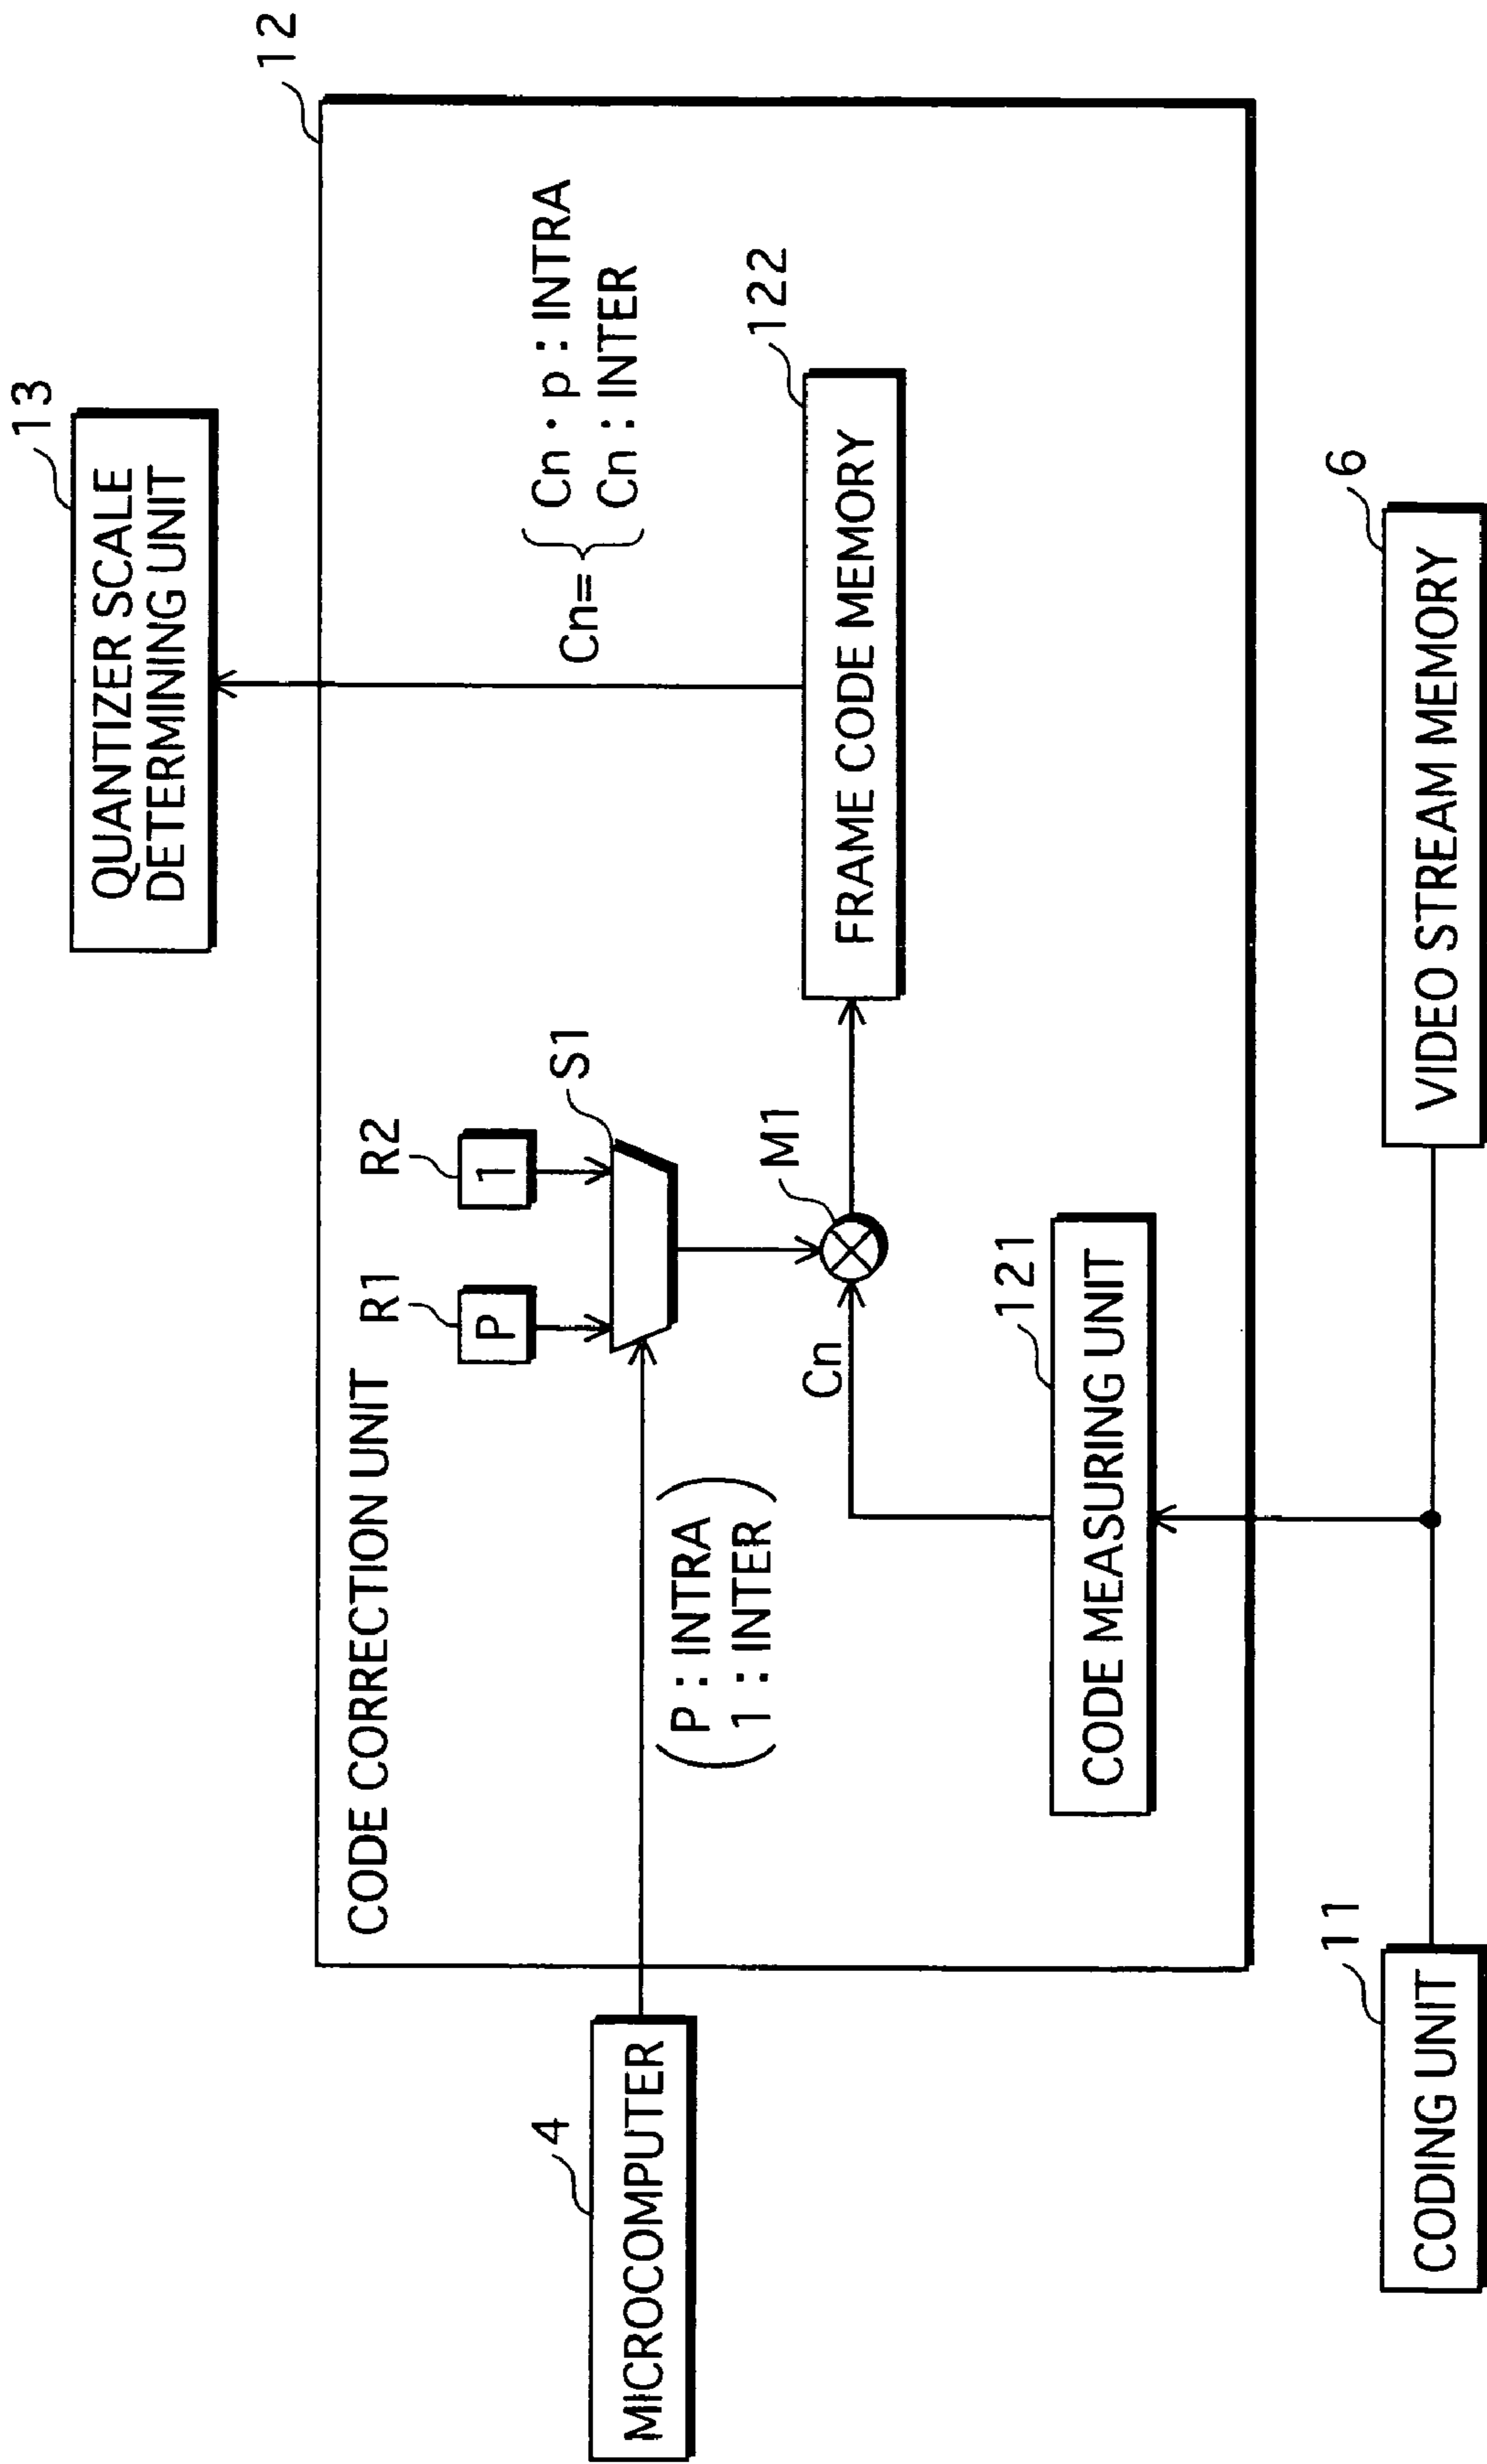 13
QUANTIZER SCALE
DETERMINING UNIT
12
CODE CORRECTION UNIT
R1
R2
P
1
S1
Cn= { Cn · p : INTRA
Cn : INTER
4
MICROCOMPUTER
( P : INTRA
1 : INTER )
M1
122
Cn
FRAME CODE MEMORY
121
CODE MEASURING UNIT
11
CODING UNIT
6
VIDEO STREAM MEMORY